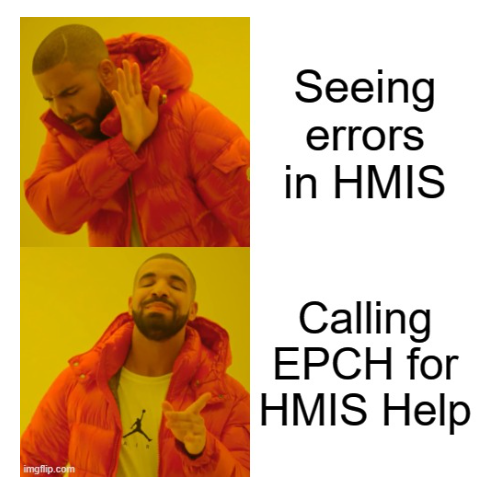 Seeing
errors
in HMIS
Calling
EPCH for
HMIS Help
imgflip.com